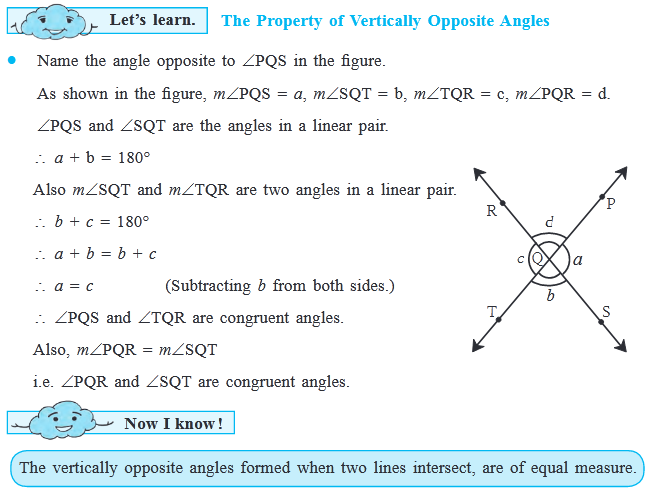 Let's learn. The Property of Vertically Opposite Angles
• Name the angle opposite to ∠PQS in the figure.
As shown in the figure, m∠PQS = a, m∠SQT = b, m∠TQR = c, m∠PQR = d.
∠PQS and ∠SQT are the angles in a linear pair.
∴ a + b = 180°
Also m∠SQT and m∠TQR are two angles in a linear pair.
∴ b + c = 180°
∴ a + b = b + c
∴ a = c (Subtracting b from both sides.)
∴ ∠PQS and ∠TQR are congruent angles.
Also, m∠PQR = m∠SQT
i.e. ∠PQR and ∠SQT are congruent angles.
R
P
d
c
Q
a
b
T
S
Now I know!
The vertically opposite angles formed when two lines intersect, are of equal measure.